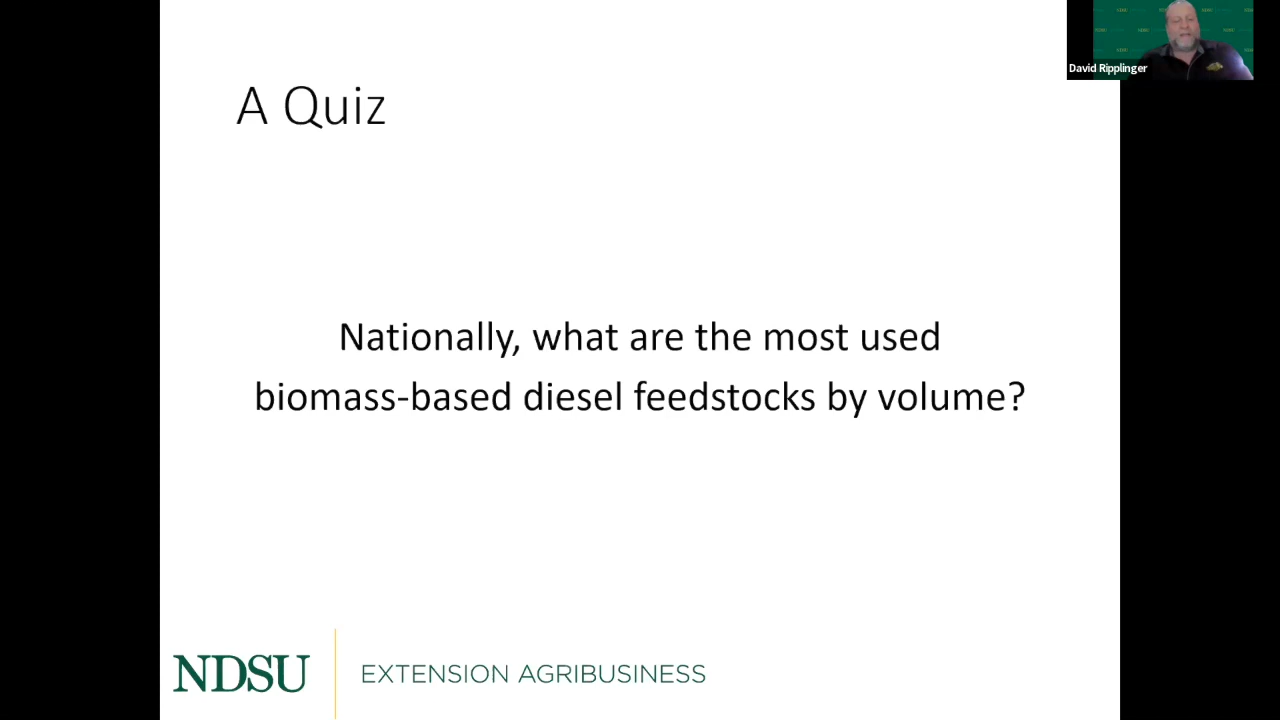 David Ripplinger
A Quiz
Nationally, what are the most used
biomass-based diesel feedstocks by volume?
NDSU
EXTENSION AGRIBUSINESS